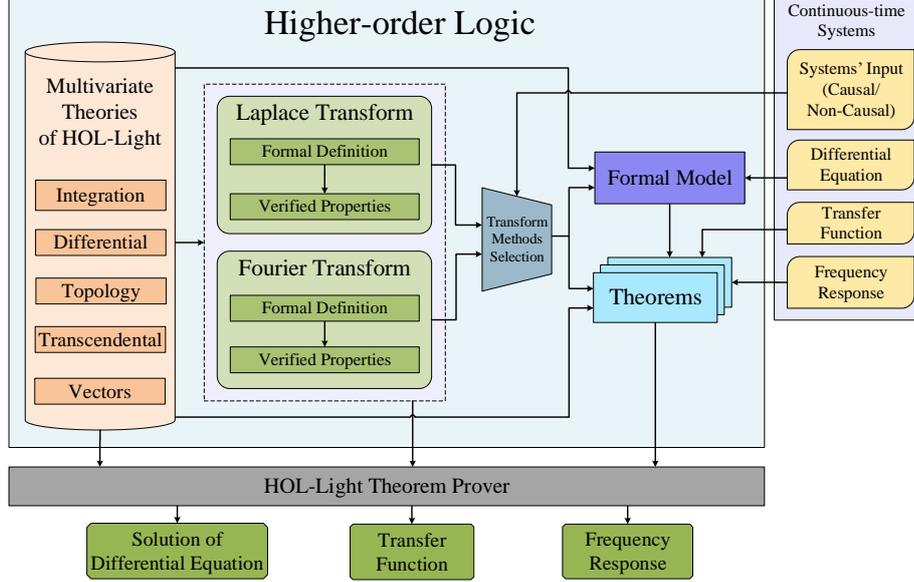 Higher-order Logic
Multivariate
Theories
of HOL-Light
Integration
Differential
Topology
Transcendental
Vectors
Laplace Transform
Formal Definition
Verified Properties
Fourier Transform
Formal Definition
Verified Properties
Transform
Methods
Selection
Formal Model
Theorems
Continuous-time
Systems
Systems' Input
(Causal/
Non-Causal)
Differential
Equation
Transfer
Function
Frequency
Response
HOL-Light Theorem Prover
Solution of
Differential Equation
Transfer
Function
Frequency
Response